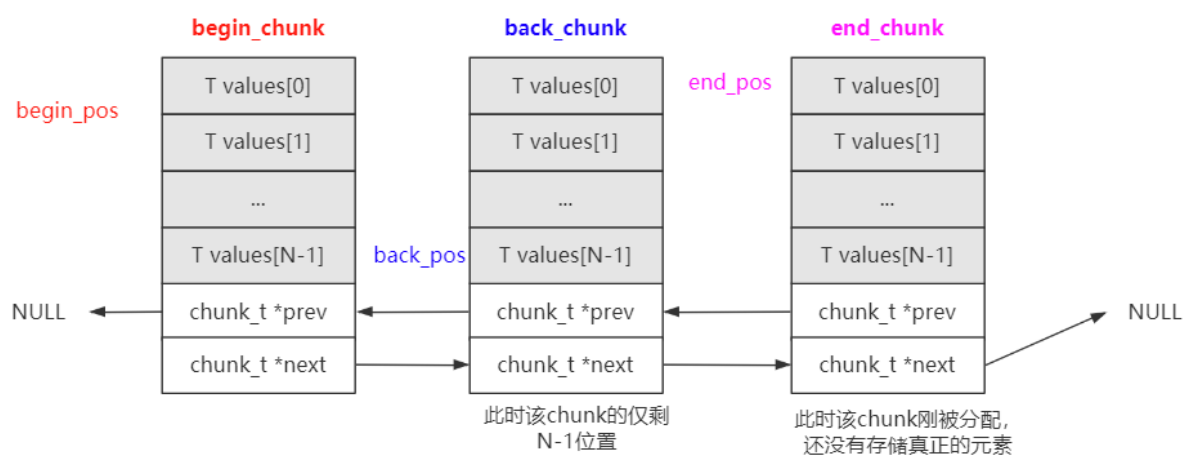 begin_chunk back_chunk end_chunk
T values[0] T values[0] end_pos T values[0]
begin_pos
T values[1] T values[1] T values[1]
... ... ...
T values[N-1] back_pos T values[N-1] T values[N-1]
NULL chunk_t *prev chunk_t *prev chunk_t *prev NULL
chunk_t *next chunk_t *next chunk_t *next
此时该chunk的仅剩
N-1位置
此时该chunk刚被分配，
还没有存储真正的元素